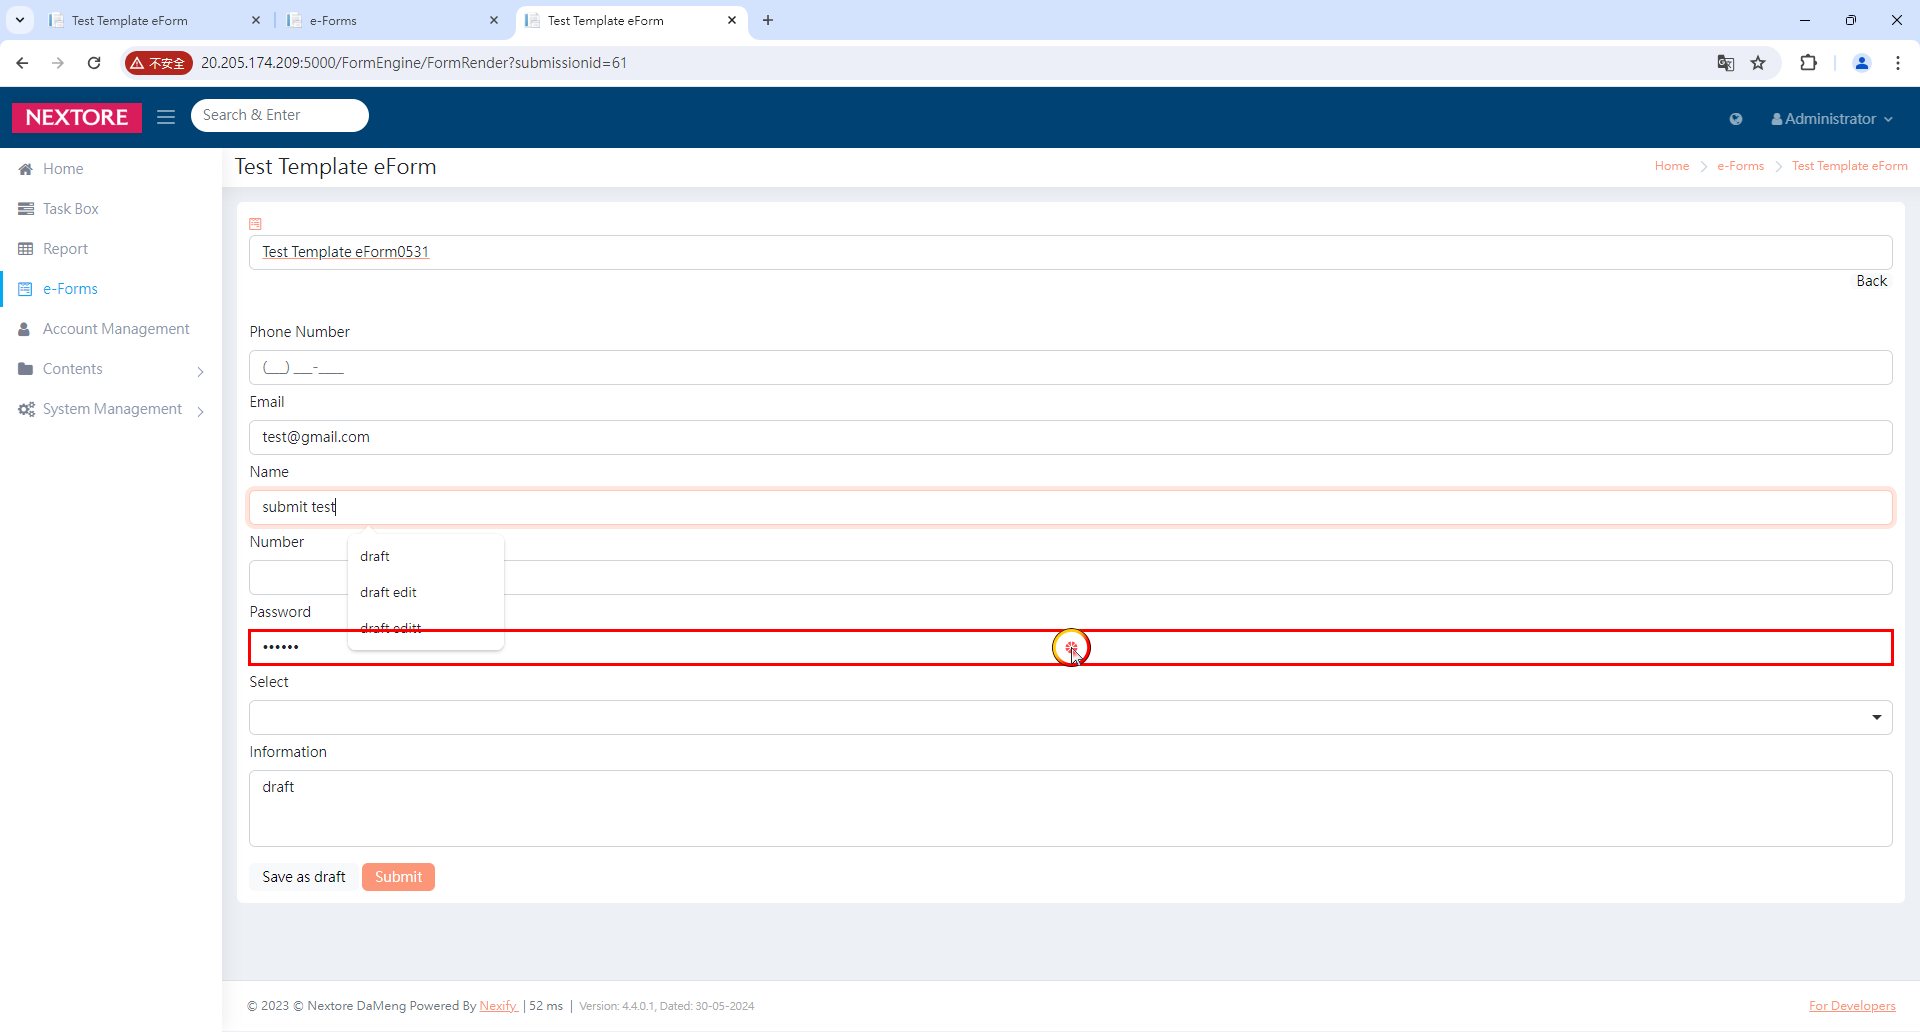 Test Template eForm
e-Forms
Test Template eForm
不安全
20.205.174.209:5000/FormEngine/FormRender?submissionid=61
NEXTORE
Search & Enter
Administrator
Home
Task Box
Report
e-Forms
Account Management
Contents
System Management
Test Template eForm
Home
e-Forms
Test Template eForm
Test Template eForm0531
Back
Phone Number
(___) ___-____
Email
test@gmail.com
Name
submit test
Number
draft
draft edit
draft editt
Password
••••••
Select
Information
draft
Save as draft
Submit
© 2023 © Nextore DaMeng Powered By Nexify | 52 ms | Version: 4.4.0.1, Dated: 30-05-2024
For Developers